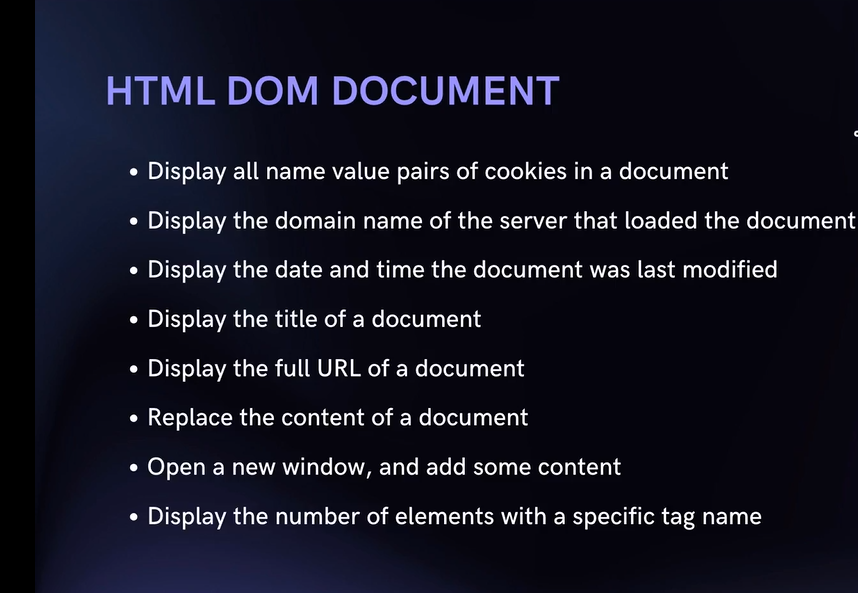 HTML DOM DOCUMENT
• Display all name value pairs of cookies in a document
• Display the domain name of the server that loaded the document
• Display the date and time the document was last modified
• Display the title of a document
• Display the full URL of a document
• Replace the content of a document
• Open a new window, and add some content
• Display the number of elements with a specific tag name